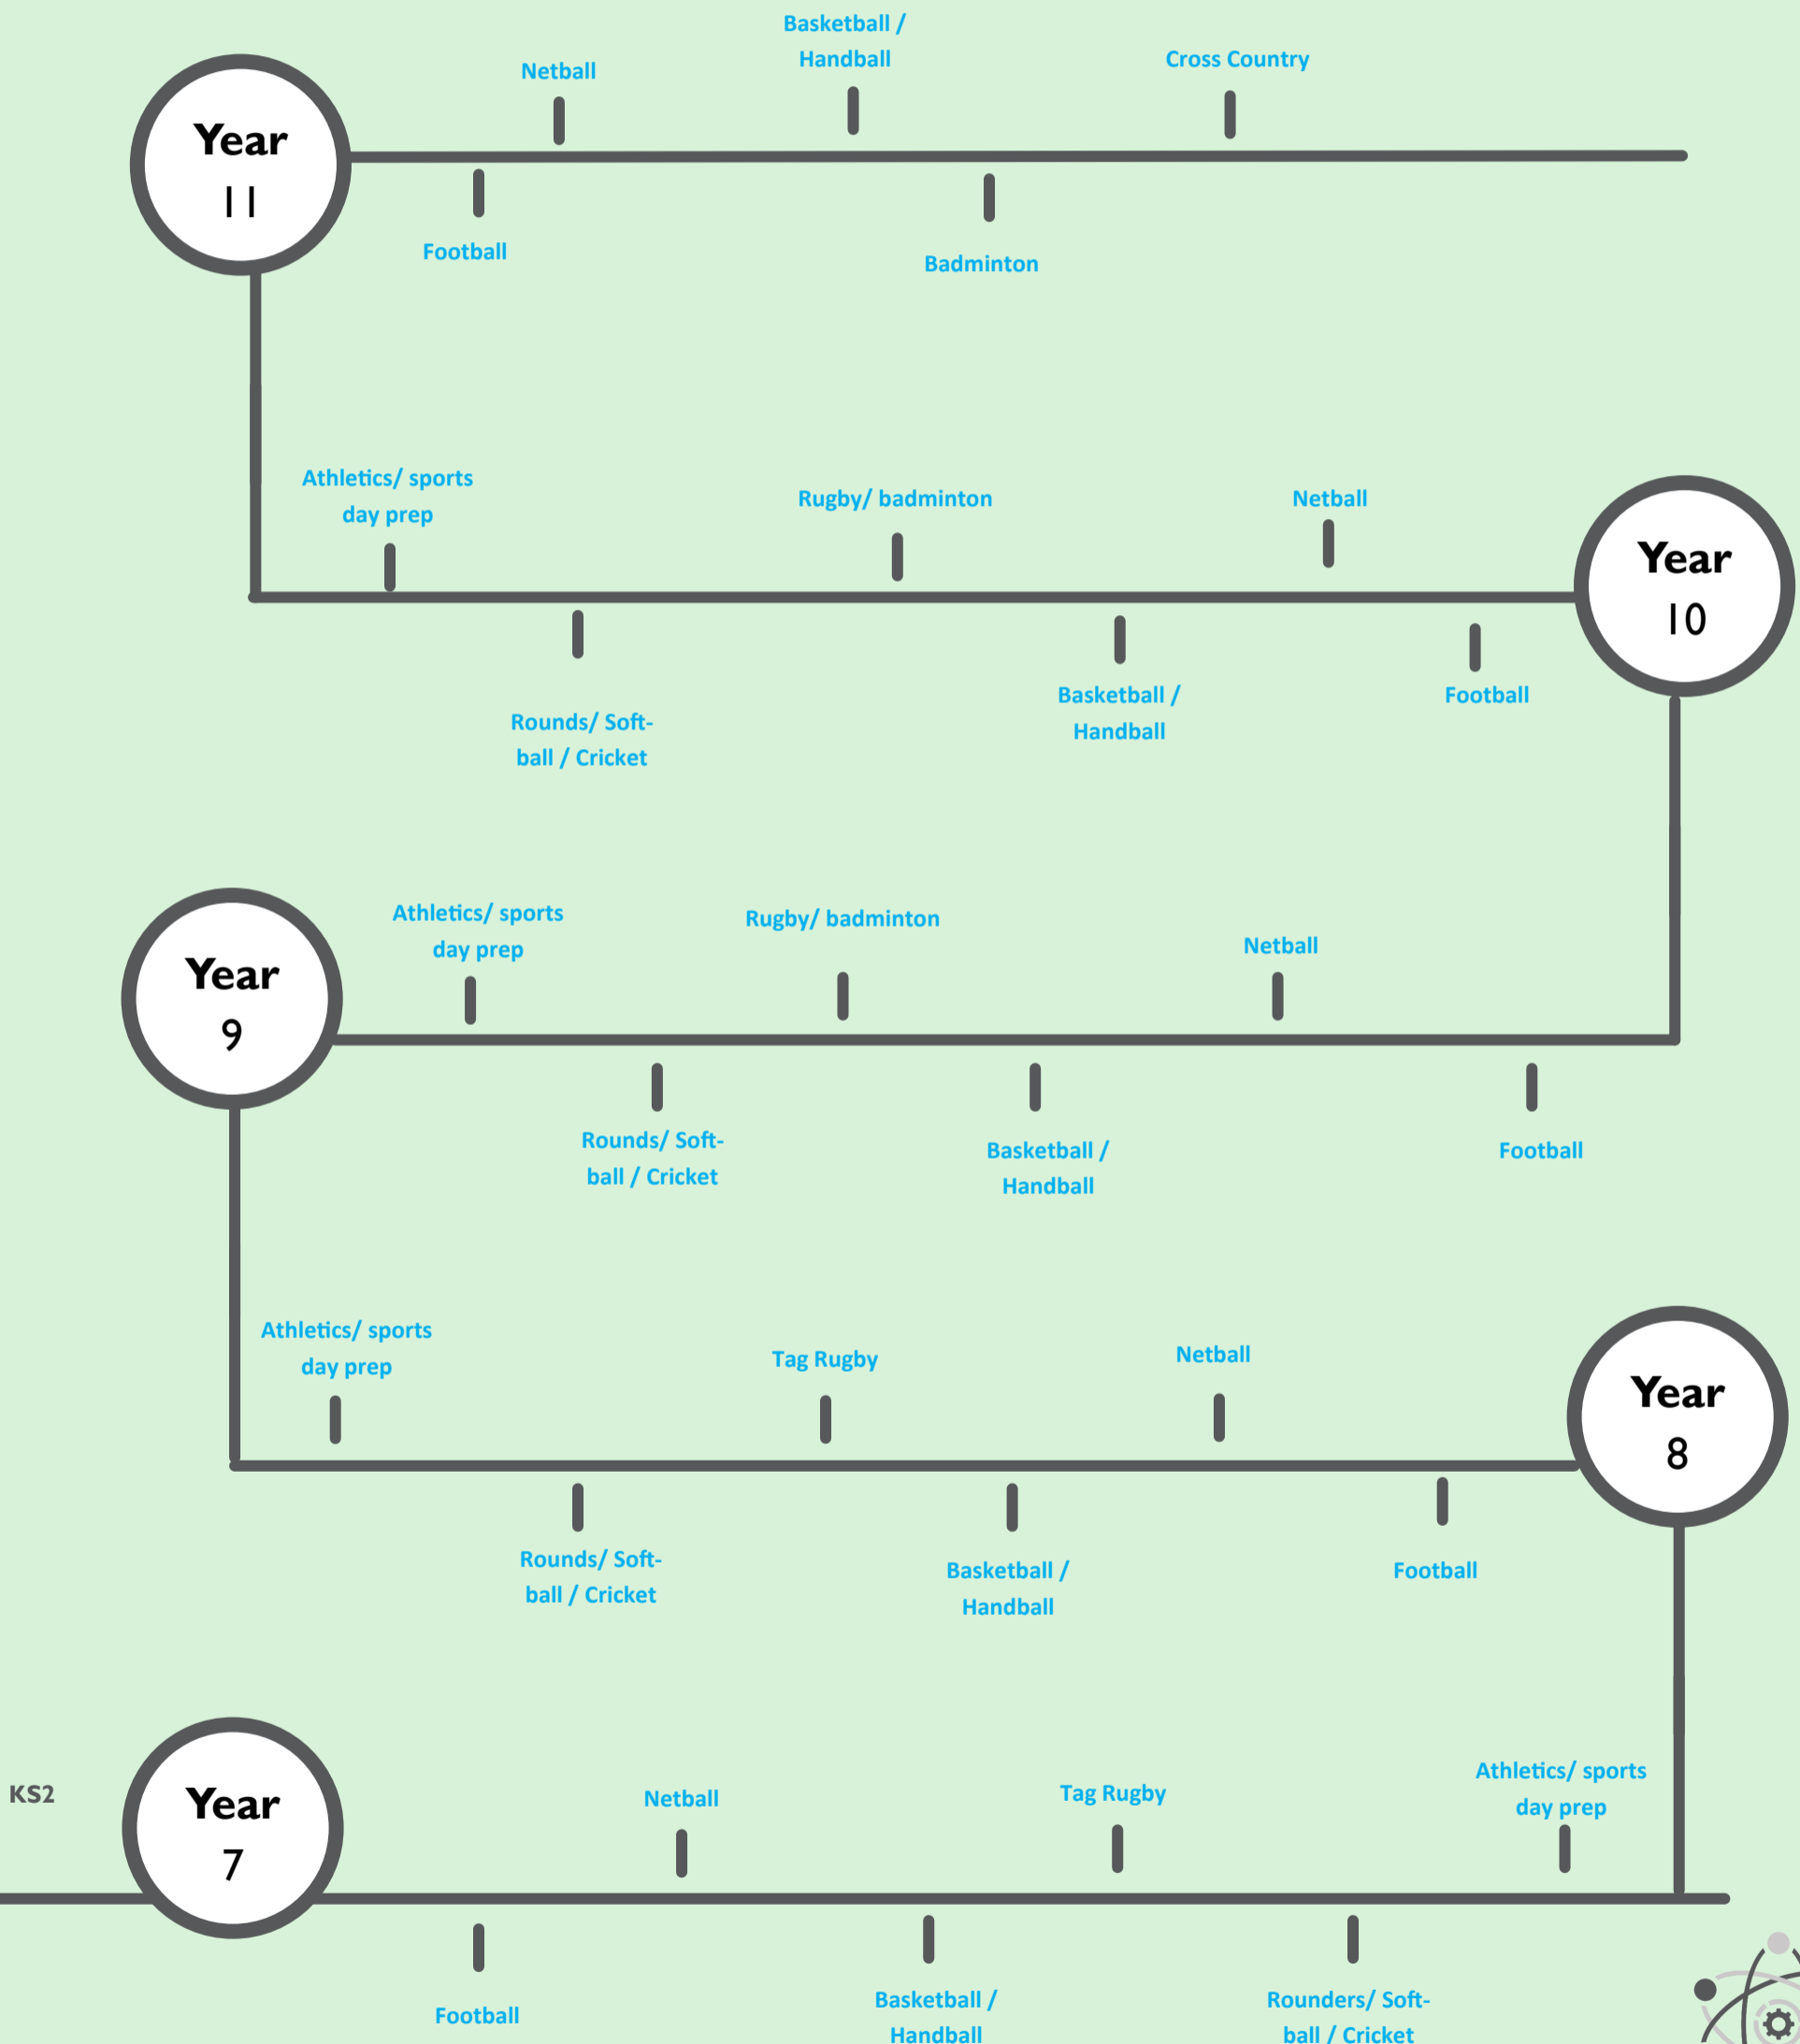 Basketball /
Handball
Cross Country
Netball
Year
11
Football
Badminton
Athletics/ sports
day prep
Rugby/ badminton
Netball
Year
10
Rounds/ Soft-
ball / Cricket
Basketball /
Handball
Football
Athletics/ sports
day prep
Rugby/ badminton
Netball
Year
9
Rounds/ Soft-
ball / Cricket
Basketball /
Handball
Football
Athletics/ sports
day prep
Tag Rugby
Netball
Year
8
Rounds/ Soft-
ball / Cricket
Basketball /
Handball
Football
KS2
Year
7
Netball
Tag Rugby
Athletics/ sports
day prep
Football
Basketball /
Handball
Rounders/ Soft-
ball / Cricket